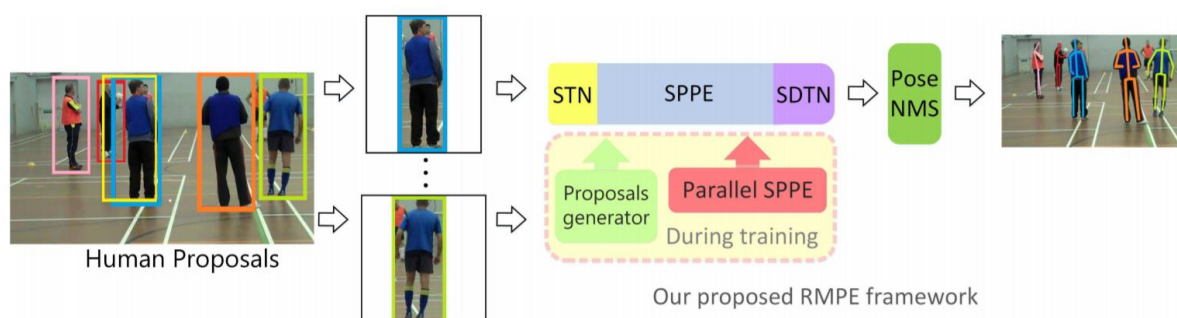 Human Proposals
STN
SPPE
SDTN
Pose
NMS
Proposals
generator
Parallel SPPE
During training
Our proposed RMPE framework